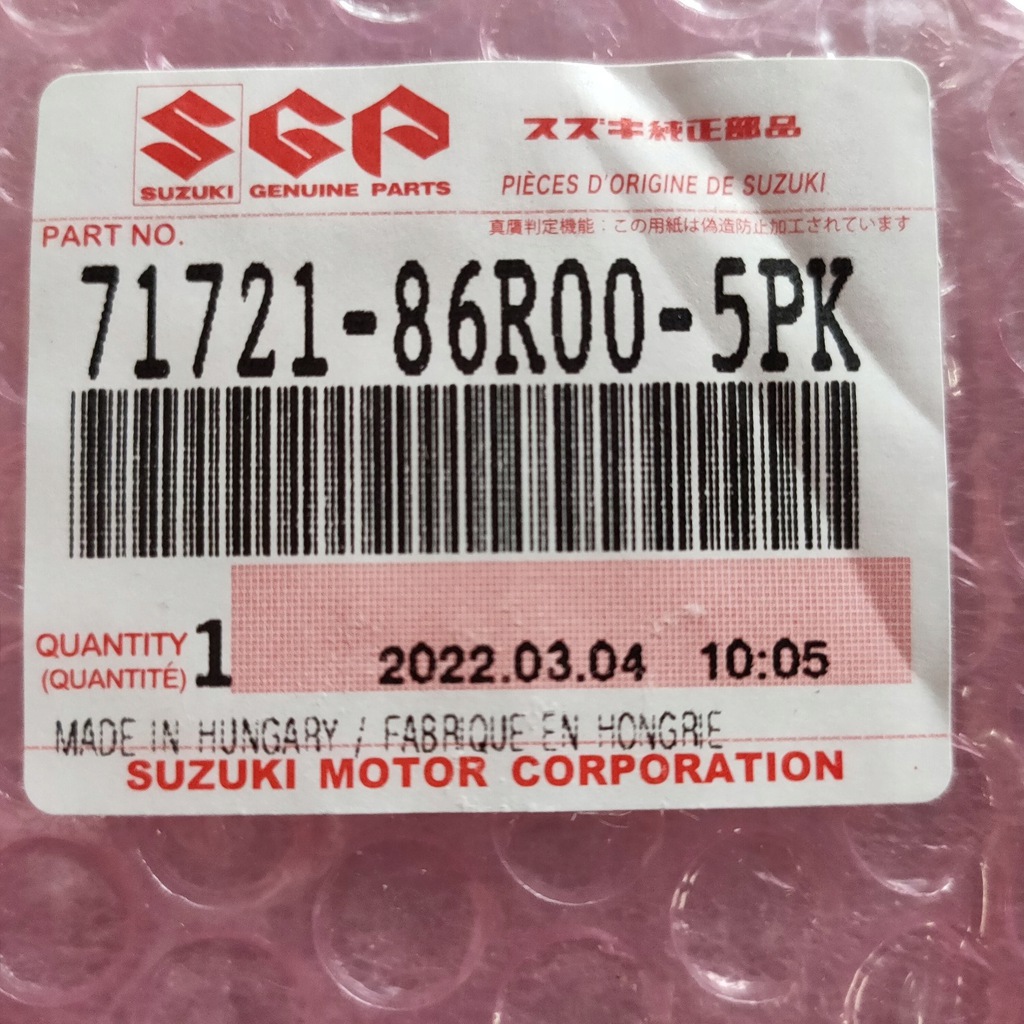 SGP
SUZUKI GENUINE PARTS
スズキ純正部品
PIÈCES D'ORIGINE DE SUZUKI
PART NO.
真贋判定機能：この用紙は偽造防止加工されています
71721-86R00-5PK
QUANTITY 1
(QUANTITÉ)
2022.03.04 10:05
MADE IN HUNGARY / FABRIQUE EN HONGRIE
SUZUKI MOTOR CORPORATION